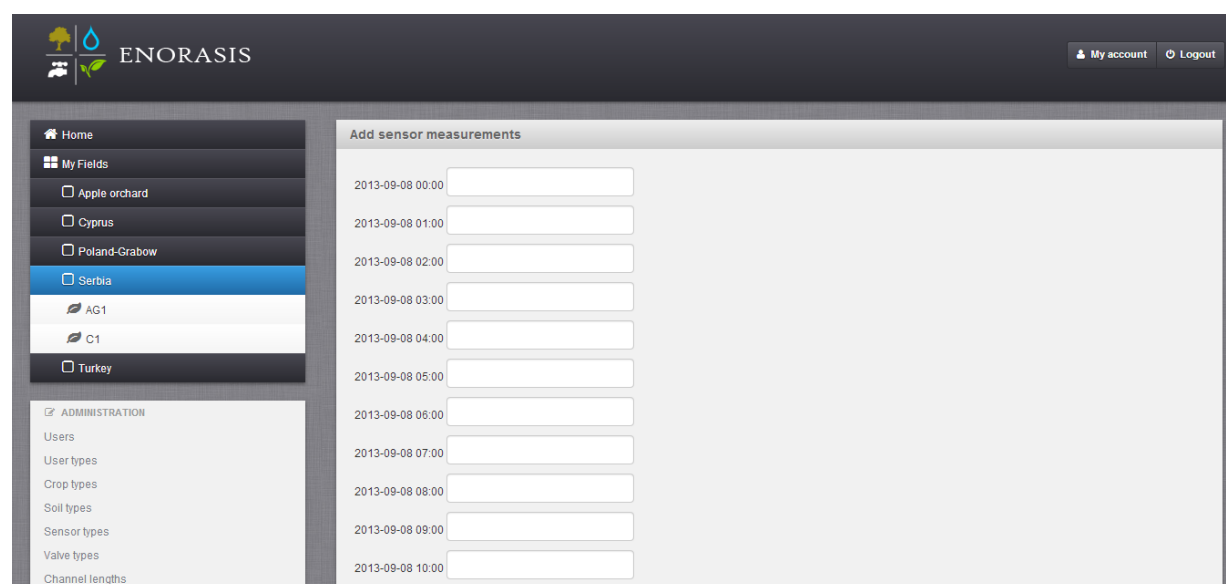 ENORASIS
My account
Logout
Home
My Fields
Apple orchard
Cyprus
Poland-Grabow
Serbia
AG1
C1
Turkey
ADMINISTRATION
Users
User types
Crop types
Soil types
Sensor types
Valve types
Channel lengths
Add sensor measurements
2013-09-08 00:00
2013-09-08 01:00
2013-09-08 02:00
2013-09-08 03:00
2013-09-08 04:00
2013-09-08 05:00
2013-09-08 06:00
2013-09-08 07:00
2013-09-08 08:00
2013-09-08 09:00
2013-09-08 10:00